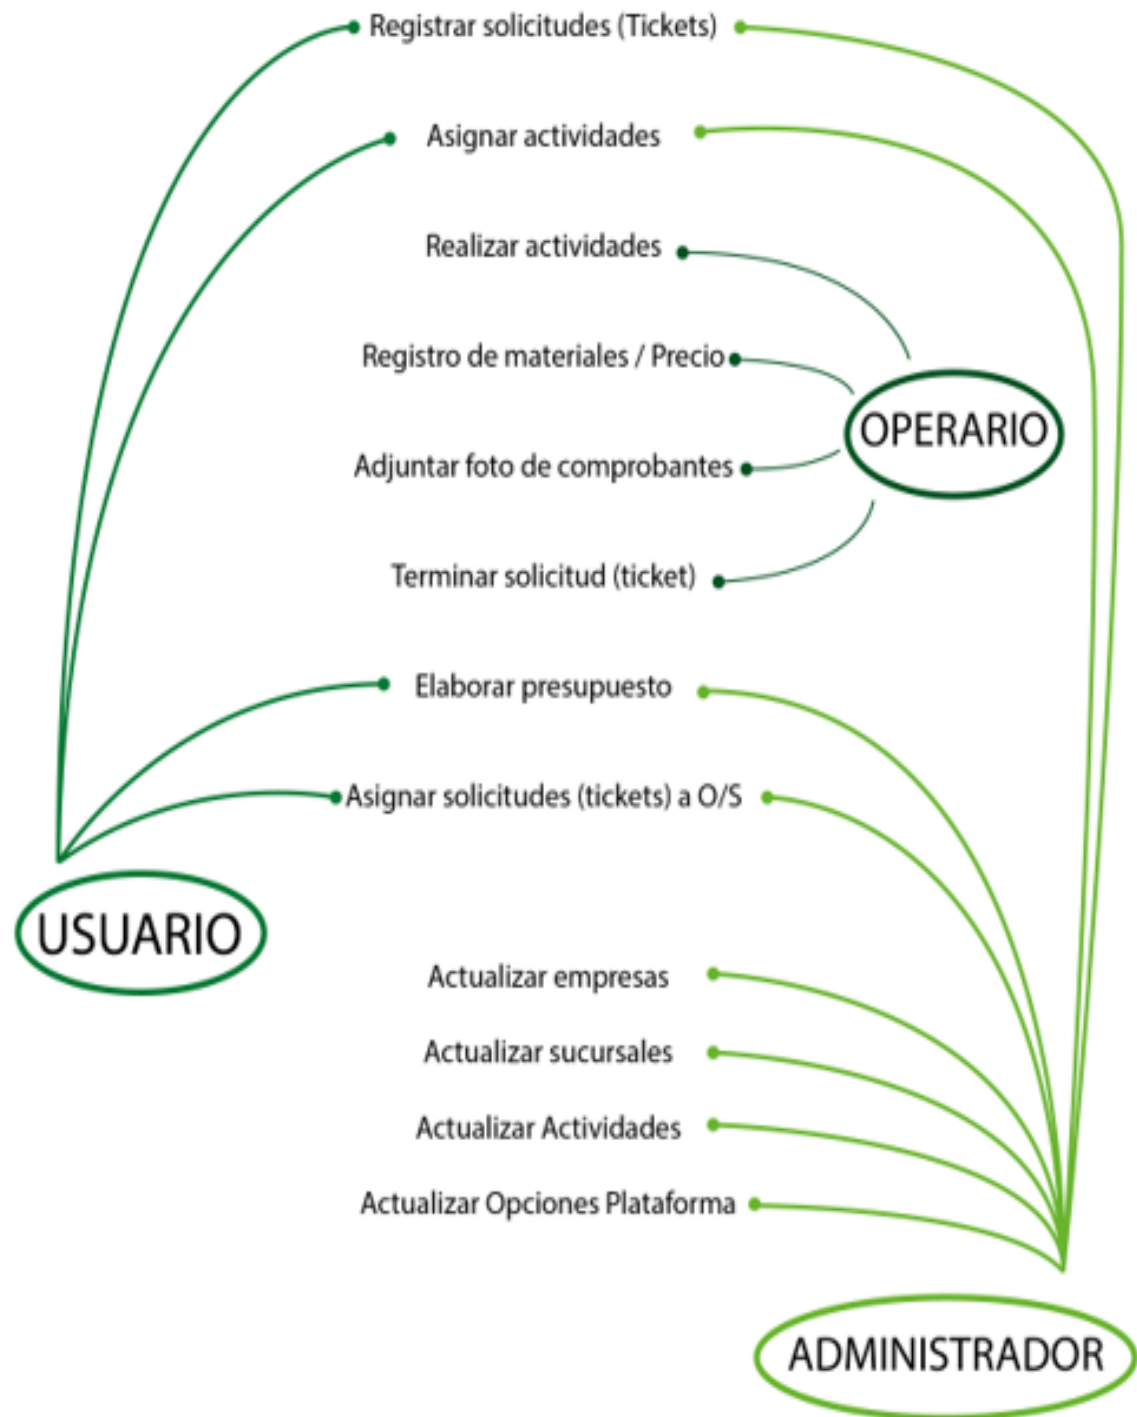 Registrar solicitudes (Tickets)
Asignar actividades
Realizar actividades
Registro de materiales / Precio
OPERARIO
Adjuntar foto de comprobantes
Terminar solicitud (ticket)
Elaborar presupuesto
Asignar solicitudes (tickets) a O/S
USUARIO
Actualizar empresas
Actualizar sucursales
Actualizar Actividades
Actualizar Opciones Plataforma
ADMINISTRADOR